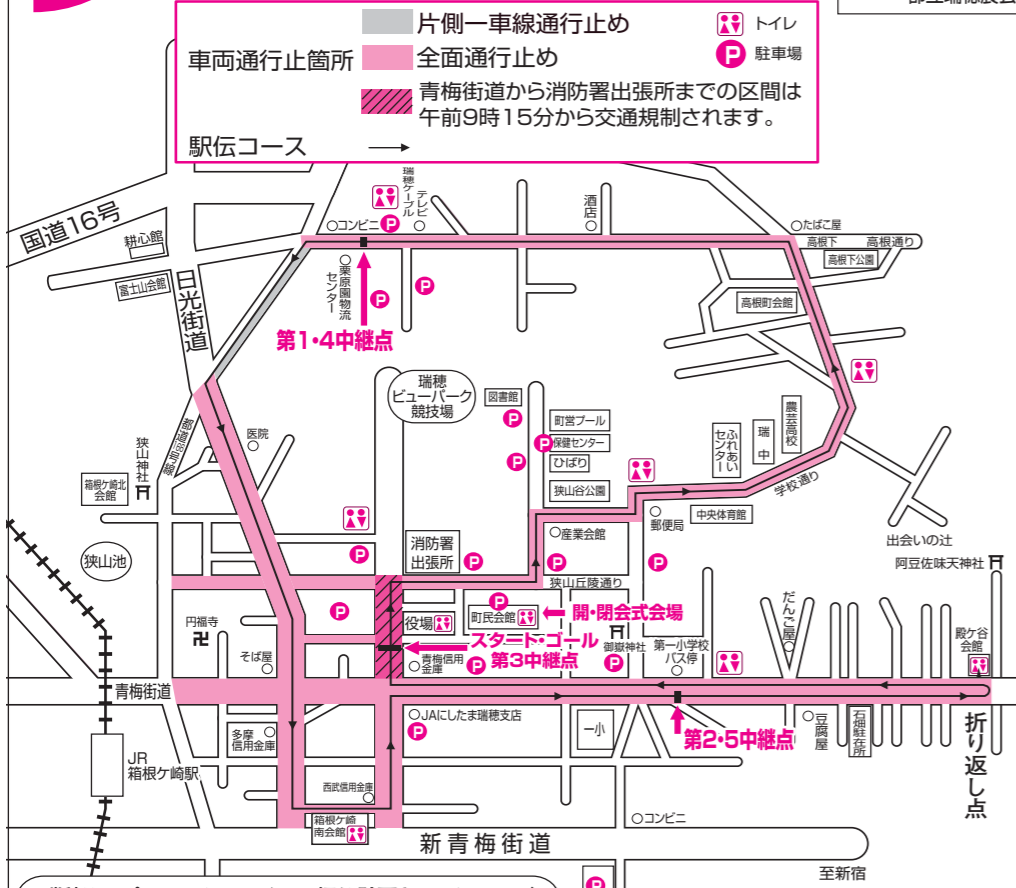 片側一車線通行止め
トイレ
車両通行止箇所
全面通行止め
P 駐車場
青梅街道から消防署出張所までの区間は
午前9時15分から交通規制されます。
駅伝コース
国道16号
耕心館
富士山会館
日光街道
コンビニ
P
瑞穂ケーブル
テレビ
酒店
たばこ屋
高根下
高根通り
高根下公園
高根町会館
栗原園物流
センター
P
P
第1・4中継点
瑞穂
ビューパーク
競技場
図書館
P
町営プール
P
保健センター
P
ひばり
狭山谷公園
ふれあい
センター
瑞中
農芸高校
学校通り
中央体育館
郵便局
出会いの辻
阿豆佐味天神社
医院
狭山神社
箱根ケ崎北
会館
狭山池
P
消防署
出張所
P
産業会館
P
狭山丘陵通り
円福寺
そば屋
P
役場
P
町民会館
開・閉会式会場
スタート・ゴール
第3中継点
青梅信用
金庫
P
御嶽神社
P
第一小学校
バス停
だんご屋
殿ケ谷
会館
青梅街道
JAにしたま瑞穂支店
P
一小
第2・5中継点
豆腐屋
石畑駐在所
折り返し点
多摩
信用金庫
JR
箱根ケ崎駅
西武信用金庫
箱根ケ崎
南会館
コンビニ
新青梅街道
至新宿
P